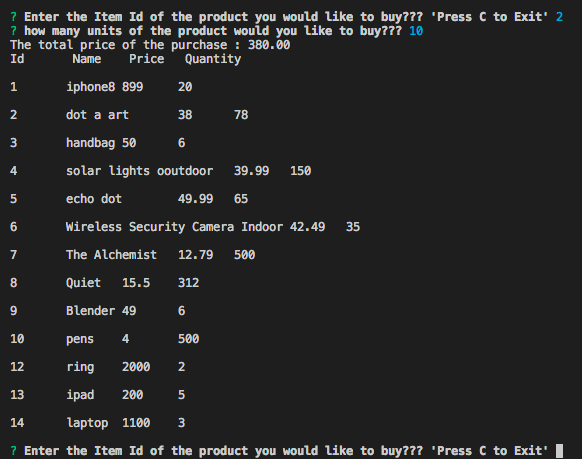 ? Enter the Item Id of the product you would like to buy??? 'Press C to Exit' 2
? how many units of the product would you like to buy??? 10
The total price of the purchase : 380.00
Id Name Price Quantity
1 iphone8 899 20
2 dot a art 38 78
3 handbag 50 6
4 solar lights ooutdoor 39.99 150
5 echo dot 49.99 65
6 Wireless Security Camera Indoor 42.49 35
7 The Alchemist 12.79 500
8 Quiet 15.5 312
9 Blender 49 6
10 pens 4 500
12 ring 2000 2
13 ipad 200 5
14 laptop 1100 3
? Enter the Item Id of the product you would like to buy??? 'Press C to Exit'